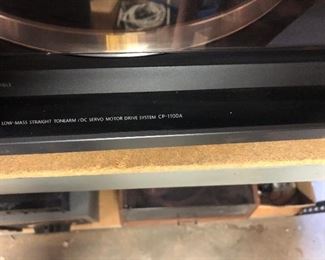 LOW-MASS STRAIGHT TONEARM / DC SERVO MOTOR DRIVE SYSTEM CP-1100A